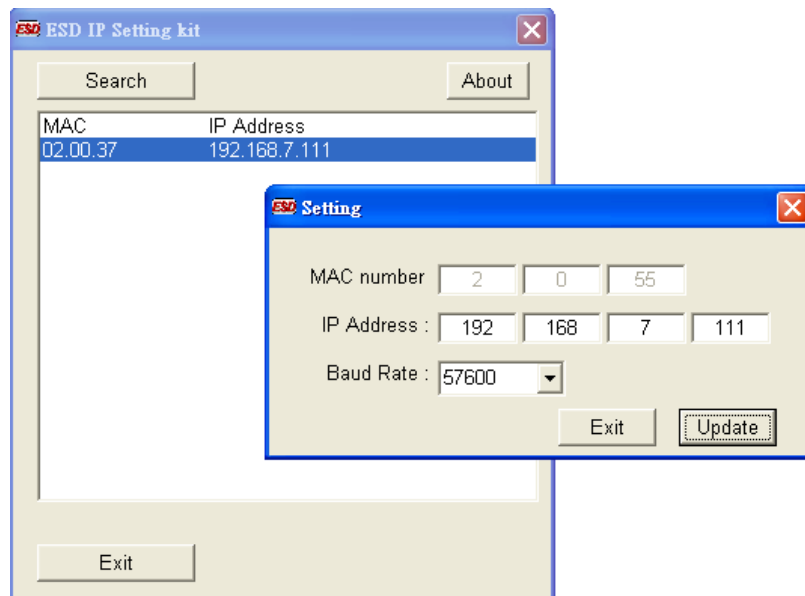 ESD ESD IP Setting kit
Search About
MAC IP Address
02.00.37 192.168.7.111
ESD Setting
MAC number 2 0 55
IP Address : 192 168 7 111
Baud Rate : 57600
Exit Update
Exit